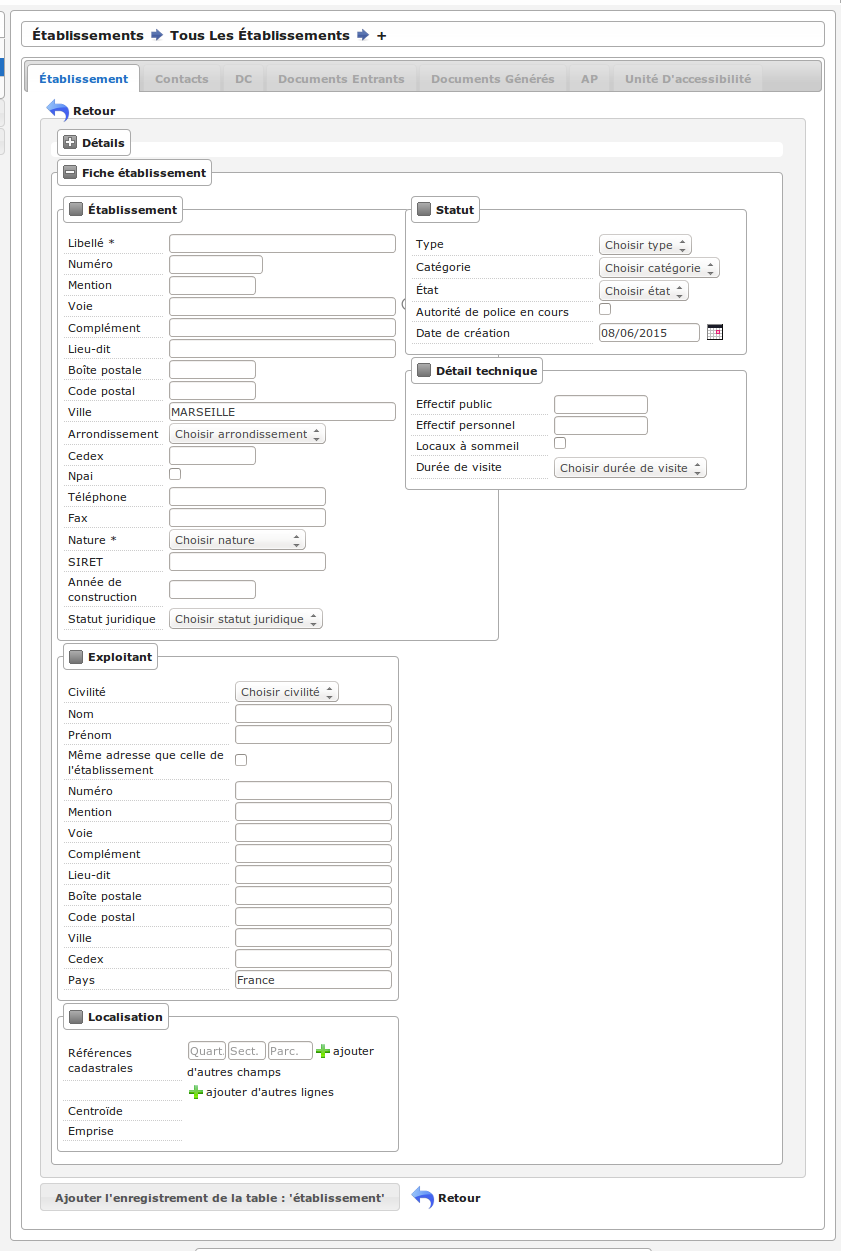 Établissements Tous Les Établissements +
Établissement Contacts DC Documents Entrants Documents Générés AP Unité D'accessibilité
Retour
Détails
Fiche établissement
Établissement
Libellé *
Numéro
Mention
Voie
Complément
Lieu-dit
Boîte postale
Code postal
Ville MARSEILLE
Arrondissement Choisir arrondissement
Cedex
Npai
Téléphone
Fax
Nature * Choisir nature
SIRET
Année de
construction
Statut juridique Choisir statut juridique
Statut
Type Choisir type
Catégorie Choisir catégorie
État Choisir état
Autorité de police en cours
Date de création 08/06/2015
Détail technique
Effectif public
Effectif personnel
Locaux à sommeil
Durée de visite Choisir durée de visite
Exploitant
Civilité Choisir civilité
Nom
Prénom
Même adresse que celle de
l'établissement
Numéro
Mention
Voie
Complément
Lieu-dit
Boîte postale
Code postal
Ville
Cedex
Pays France
Localisation
Références
cadastrales
Quart. Sect. Parc. ajouter
d'autres champs
ajouter d'autres lignes
Centroïde
Emprise
Ajouter l'enregistrement de la table : 'établissement' Retour